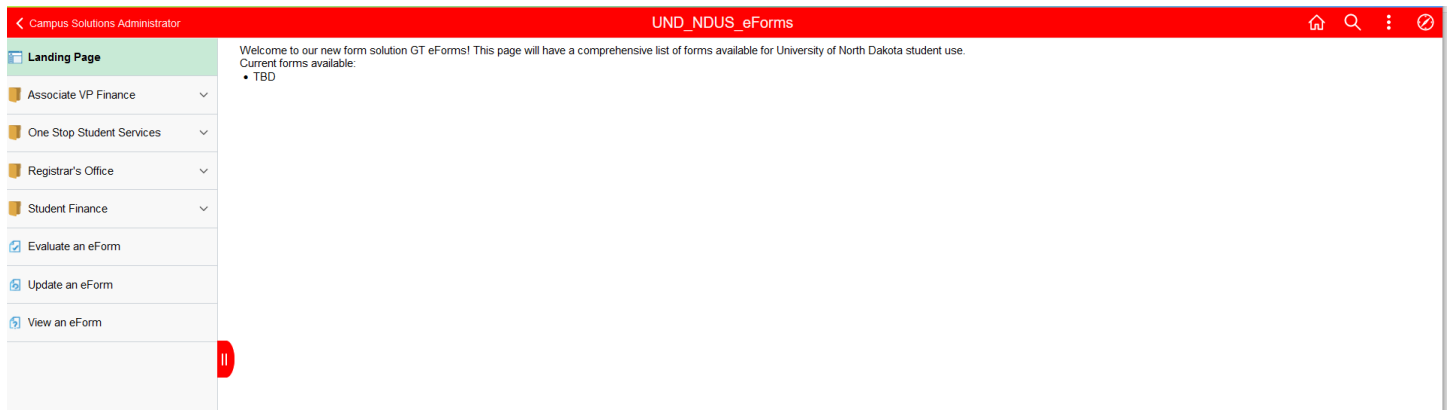 Campus Solutions Administrator
UND_NDUS_eForms
Landing Page
Associate VP Finance
One Stop Student Services
Registrar's Office
Student Finance
Evaluate an eForm
Update an eForm
View an eForm
Welcome to our new form solution GT eForms! This page will have a comprehensive list of forms available for University of North Dakota student use.
Current forms available:
• TBD